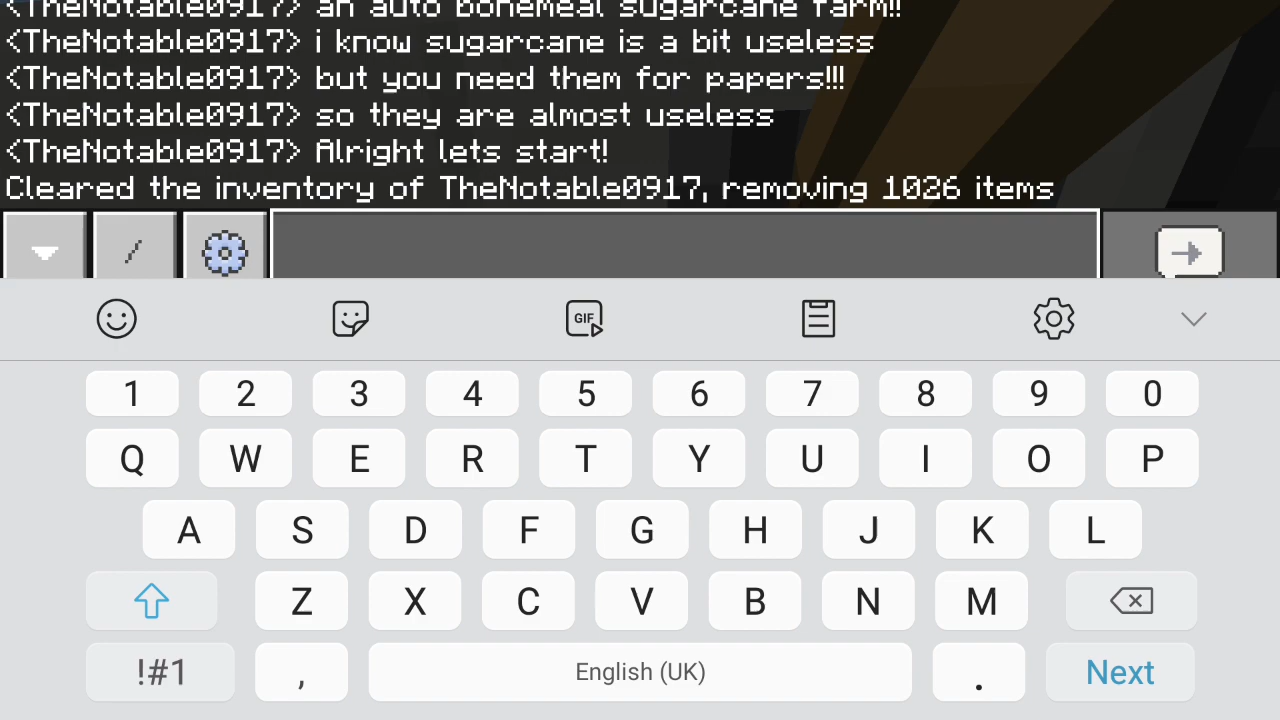 <TheNotable0917> an auto bonemeal sugarcane farm!!
<TheNotable0917> i know sugarcane is a bit useless
<TheNotable0917> but you need them for papers!!!
<TheNotable0917> so they are almost useless
<TheNotable0917> Alright lets start!
Cleared the inventory of TheNotable0917, removing 1026 items
/
GIF
1 2 3 4 5 6 7 8 9 0
Q W E R T Y U I O P
A S D F G H J K L
Z X C V B N M
!#1 , English (UK) . Next